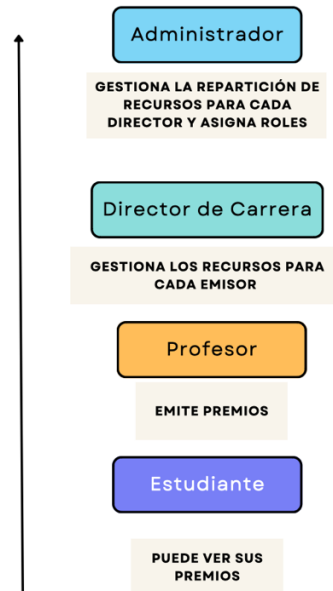 Administrador
GESTIONA LA REPARTICIÓN DE
RECURSOS PARA CADA
DIRECTOR Y ASIGNA ROLES
Director de Carrera
GESTIONA LOS RECURSOS PARA
CADA EMISOR
Profesor
EMITE PREMIOS
Estudiante
PUEDE VER SUS
PREMIOS